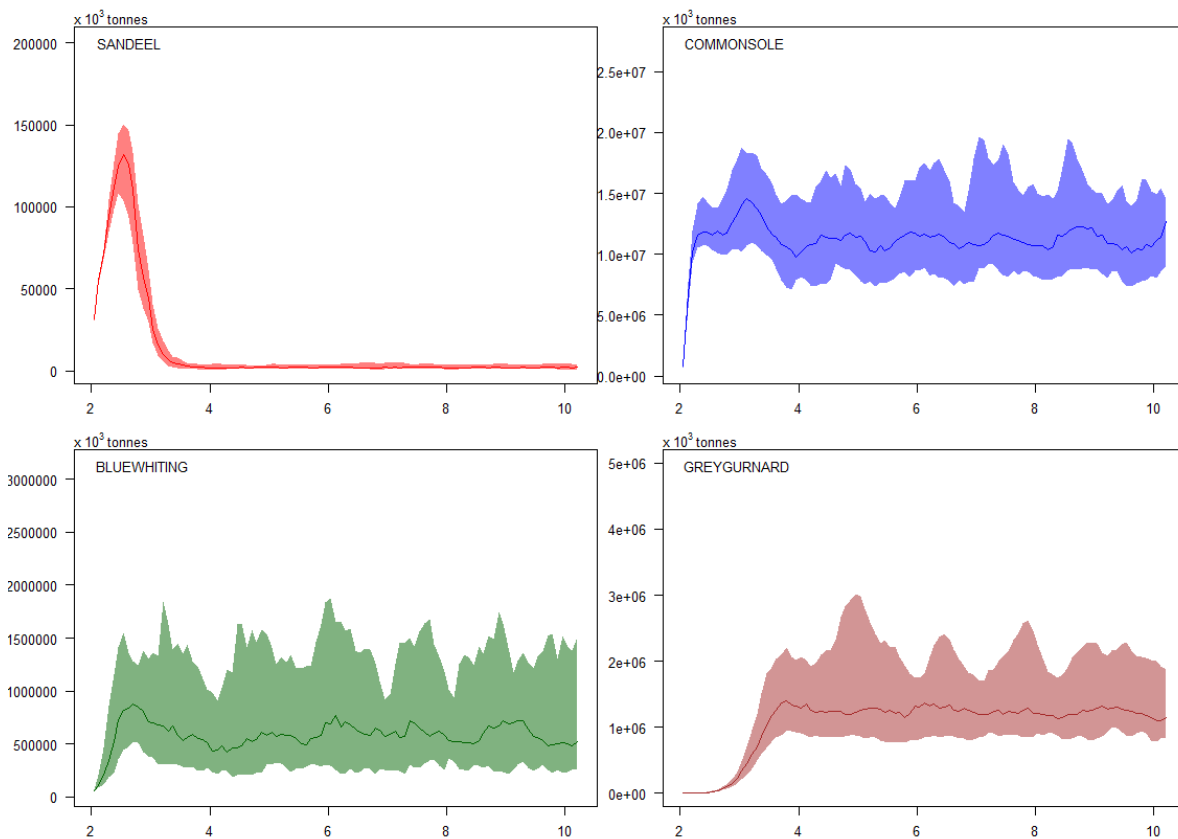 x 10³ tonnes
SANDEEL
200000
150000
100000
50000
0
2 4 6 8 10
x 10³ tonnes
COMMONSOLE
2.5e+07
2.0e+07
1.5e+07
1.0e+07
5.0e+06
0.0e+00
2 4 6 8 10
x 10³ tonnes
BLUEWHITING
3000000
2500000
2000000
1500000
1000000
500000
0
2 4 6 8 10
x 10³ tonnes
GREYGURNARD
5e+06
4e+06
3e+06
2e+06
1e+06
0e+00
2 4 6 8 10